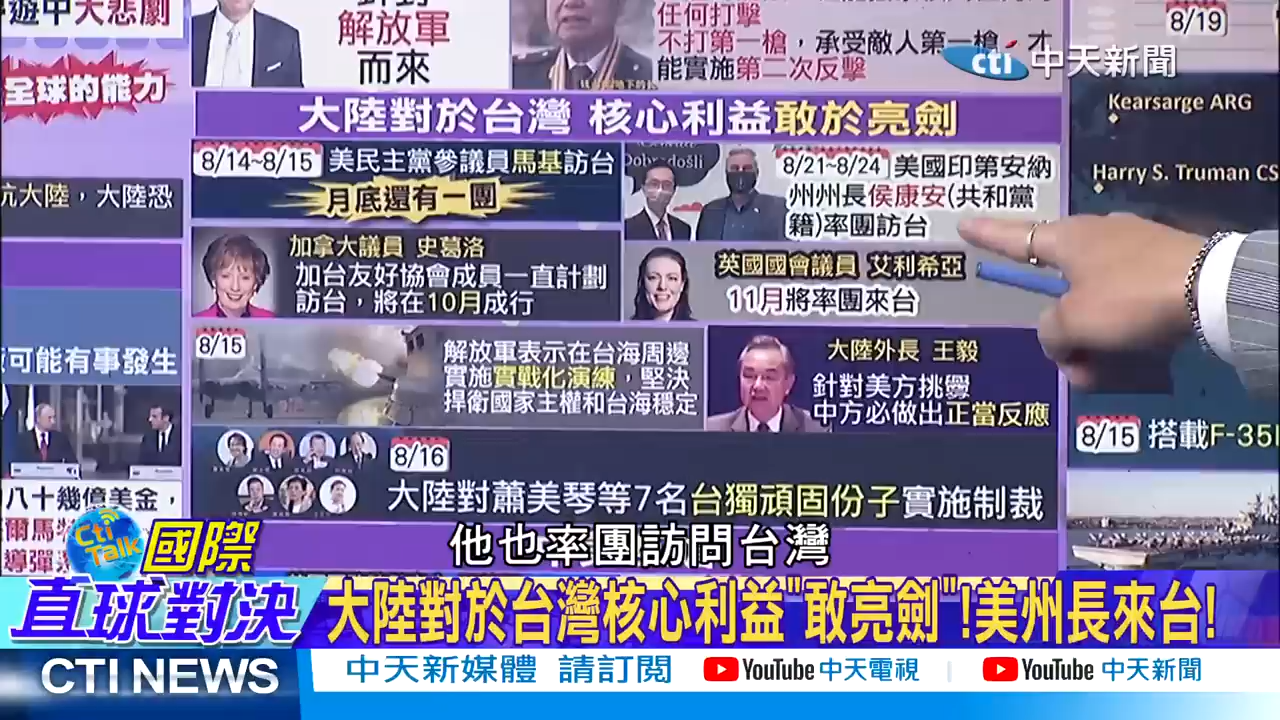 評遊中大悲劇
針對
解放軍
而來
任何打擊
不打第一槍，承受敵人第一槍，才
能實施第二次反擊
8/19
cti 中天新聞
全球的能力
Kearsarge ARG
Harry S. Truman CS
大陸對於台灣 核心利益敢於亮劍
8/14~8/15 美民主黨參議員馬基訪台
月底還有一團
Dobrodošli
8/21~8/24 美國印第安納
州州長侯康安(共和黨
籍)率團訪台
抗大陸，大陸恐
加拿大議員 史葛洛
加台友好協會成員一直計劃
訪台，將在10月成行
英國國會議員 艾利希亞
11月將率團來台
可能有事發生
8/15
解放軍表示在台海周邊
實施實戰化演練，堅決
捍衛國家主權和台海穩定
大陸外長 王毅
針對美方挑釁
中方必做出正當反應
8/15 搭載F-35
8/16
大陸對蕭美琴等7名台獨頑固份子實施制裁
八十幾億美金，
爾馬
導彈
他也率團訪問台灣
Cti Talk 國際
直球對決
大陸對於台灣核心利益"敢亮劍"!美州長來台!
CTI NEWS
中天新媒體 請訂閱 YouTube 中天電視 | YouTube 中天新聞